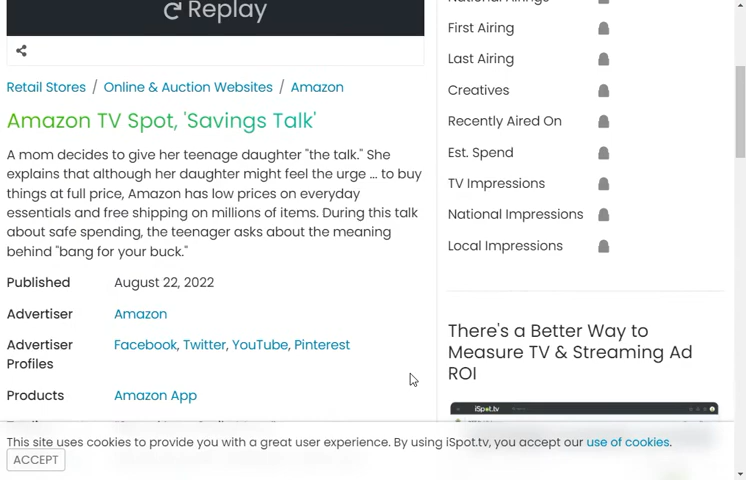 Replay
Retail Stores / Online & Auction Websites / Amazon
Amazon TV Spot, 'Savings Talk'
A mom decides to give her teenage daughter "the talk." She
explains that although her daughter might feel the urge ... to buy
things at full price, Amazon has low prices on everyday
essentials and free shipping on millions of items. During this talk
about safe spending, the teenager asks about the meaning
behind "bang for your buck."
Published August 22, 2022
Advertiser Amazon
Advertiser Facebook, Twitter, YouTube, Pinterest
Profiles
Products Amazon App
First Airing
Last Airing
Creatives
Recently Aired On
Est. Spend
TV Impressions
National Impressions
Local Impressions
There's a Better Way to
Measure TV & Streaming Ad
ROI
iSpot.tv
This site uses cookies to provide you with a great user experience. By using iSpot.tv, you accept our use of cookies.
ACCEPT